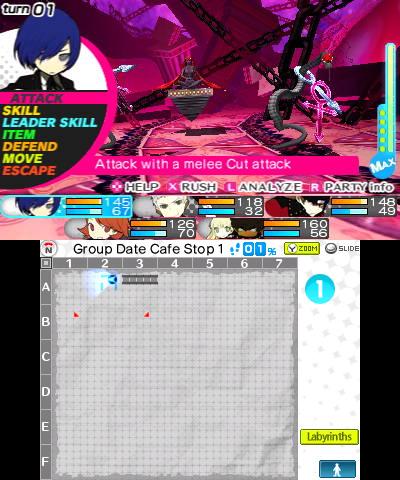 turn 01
ATTACK
SKILL
LEADER SKILL
ITEM
DEFEND
MOVE
ESCAPE
Attack with a melee Cut attack
MAX
HELP X RUSH L ANALYZE R PARTY info
145 118 148
67 32 49
126 160
70 56
N Group Date Cafe Stop 1 01% Y ZOOM SLIDE
1 2 3 4 5 6 7
A
B
C
D
E
F
1
Labyrinths